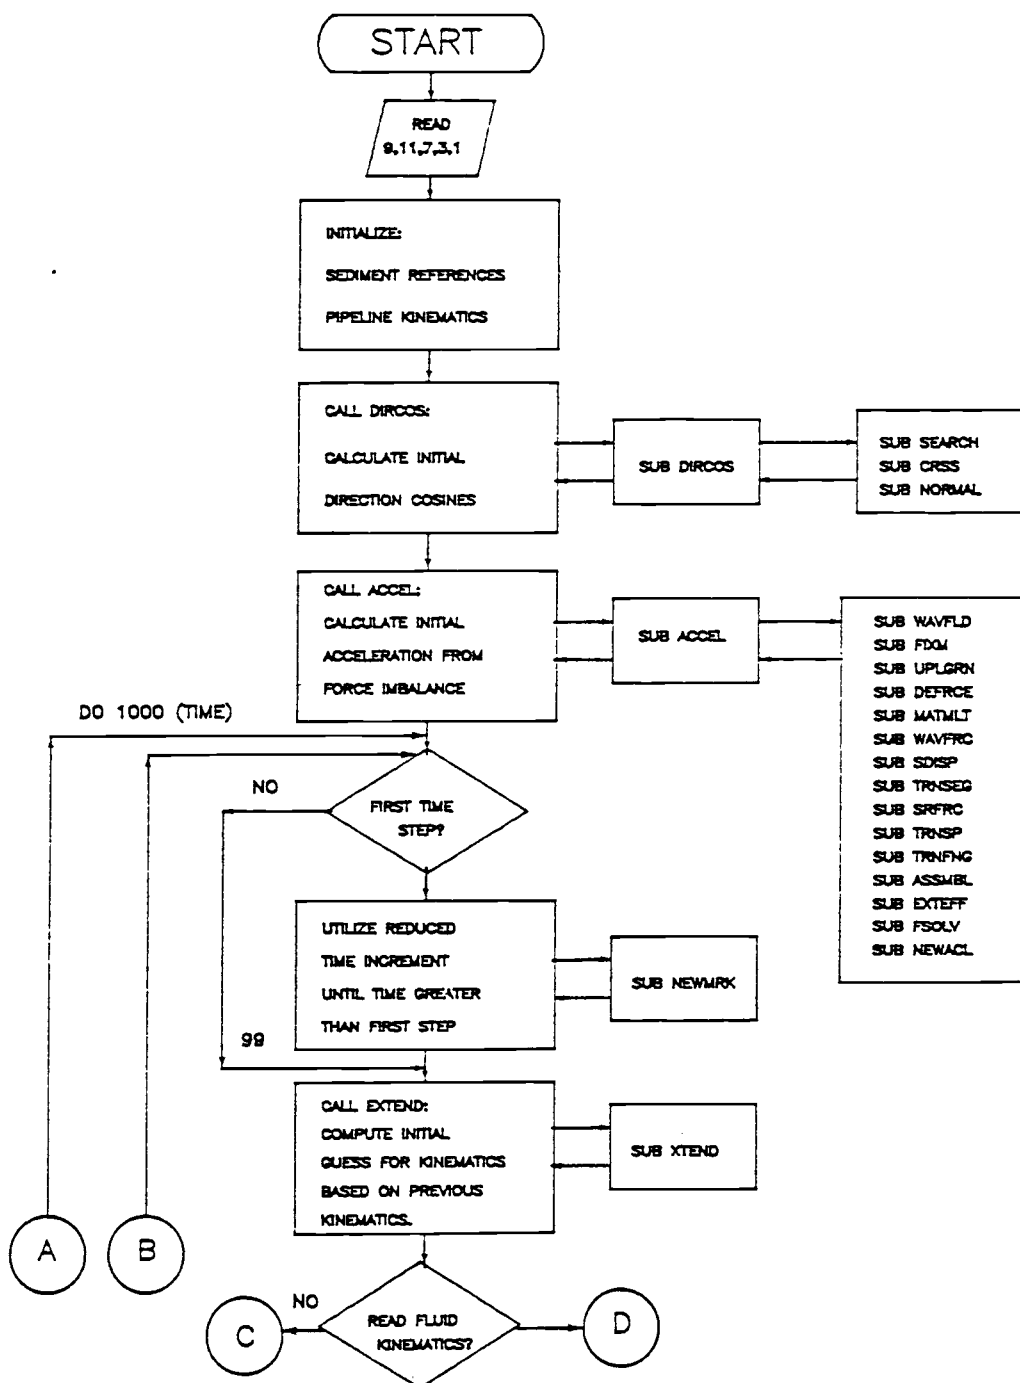 START
READ
9,11,7,3,1
INITIALIZE:
SEDIMENT REFERENCES
PIPELINE KINEMATICS
CALL DIRCOS:
CALCULATE INITIAL
DIRECTION COSINES
SUB DIRCOS
SUB SEARCH
SUB CRSS
SUB NORMAL
CALL ACCEL:
CALCULATE INITIAL
ACCELERATION FROM
FORCE IMBALANCE
SUB ACCEL
SUB WAVFLD
SUB FIXM
SUB UPLGRN
SUB DEFRCE
SUB MATMLT
SUB WAVFRC
SUB SDISP
SUB TRNSEG
SUB SRFRC
SUB TRNSP
SUB TRNFNG
SUB ASSMBL
SUB EXTEFF
SUB FSOLV
SUB NEWACL
DO 1000 (TIME)
NO
FIRST TIME
STEP?
UTILIZE REDUCED
TIME INCREMENT
UNTIL TIME GREATER
THAN FIRST STEP
SUB NEWMRK
99
CALL EXTEND:
COMPUTE INITIAL
GUESS FOR KINEMATICS
BASED ON PREVIOUS
KINEMATICS.
SUB XTEND
A
B
NO
C
READ FLUID
KINEMATICS?
D